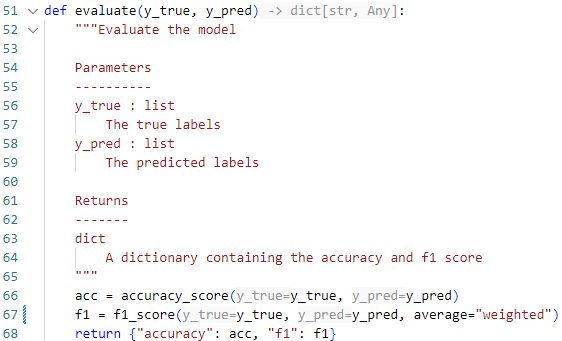 51 def evaluate(y_true, y_pred) -> dict[str, Any]:
52     """Evaluate the model
53
54     Parameters
55     ----------
56     y_true : list
57         The true labels
58     y_pred : list
59         The predicted labels
60
61     Returns
62     -------
63     dict
64         A dictionary containing the accuracy and f1 score
65     """
66     acc = accuracy_score(y_true=y_true, y_pred=y_pred)
67     f1 = f1_score(y_true=y_true, y_pred=y_pred, average="weighted")
68     return {"accuracy": acc, "f1": f1}